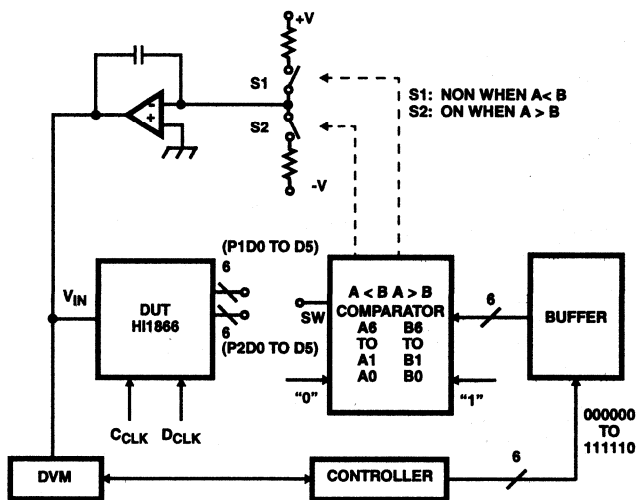 +V
S1
S1: NON WHEN A< B
S2: ON WHEN A > B
S2
-V
(P1D0 TO D5)
6
VIN
DUT
HI1866
6
(P2D0 TO D5)
SW
A < B A > B
COMPARATOR
A6 B6
TO TO
A1 B1
A0 B0
6
BUFFER
"0"
"1"
CCLK DCLK
000000
TO
111110
DVM
CONTROLLER
6